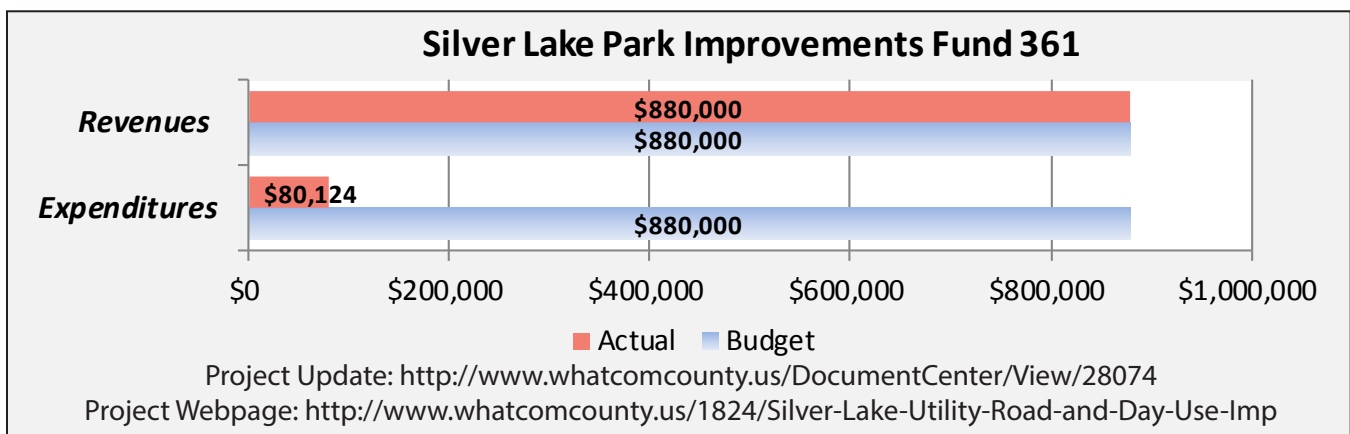 Silver Lake Park Improvements Fund 361
Revenues
$880,000
$880,000
Expenditures
$80,124
$880,000
$0 $200,000 $400,000 $600,000 $800,000 $1,000,000
Actual Budget
Project Update: http://www.whatcomcounty.us/DocumentCenter/View/28074
Project Webpage: http://www.whatcomcounty.us/1824/Silver-Lake-Utility-Road-and-Day-Use-Imp